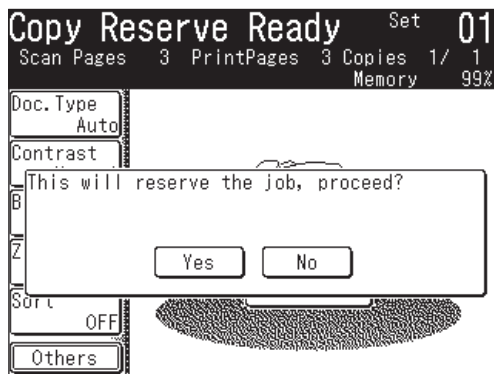 Copy Reserve Ready Set 01
Scan Pages 3 PrintPages 3 Copies 1/ 1
Memory 99%
Doc.Type
Auto
Contrast
This will reserve the job, proceed?
B
Yes No
Z
Sort
OFF
Others